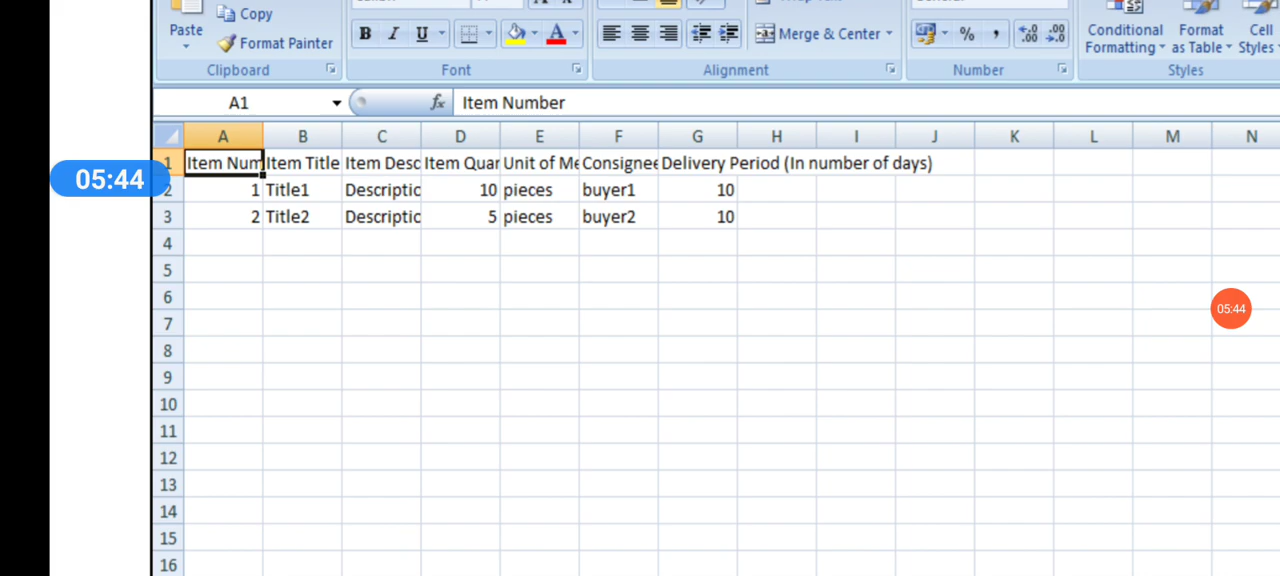 Copy
Paste
Format Painter
B I U
A
Merge & Center
%
Conditional Format Cell
Formatting as Table Styles
Clipboard Font Alignment Number Styles
A1 fx Item Number
A B C D E F G H I J K L M N
1 Item Num Item Title Item Desc Item Quar Unit of Me Consignee Delivery Period (In number of days)
05:44
2 1 Title1 Descriptic 10 pieces buyer1 10
3 2 Title2 Descriptic 5 pieces buyer2 10
4
5
6
05:44
7
8
9
10
11
12
13
14
15
16